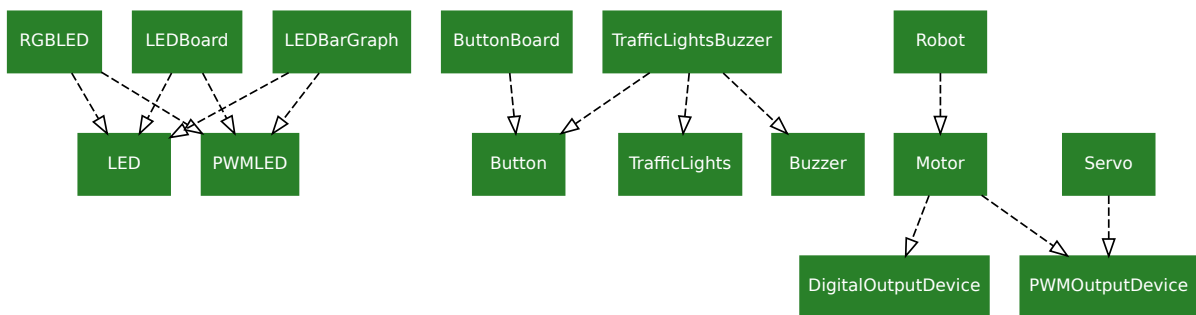 RGBLED
LEDBoard
LEDBarGraph
ButtonBoard
TrafficLightsBuzzer
Robot
LED
PWMLED
Button
TrafficLights
Buzzer
Motor
Servo
DigitalOutputDevice
PWMOutputDevice